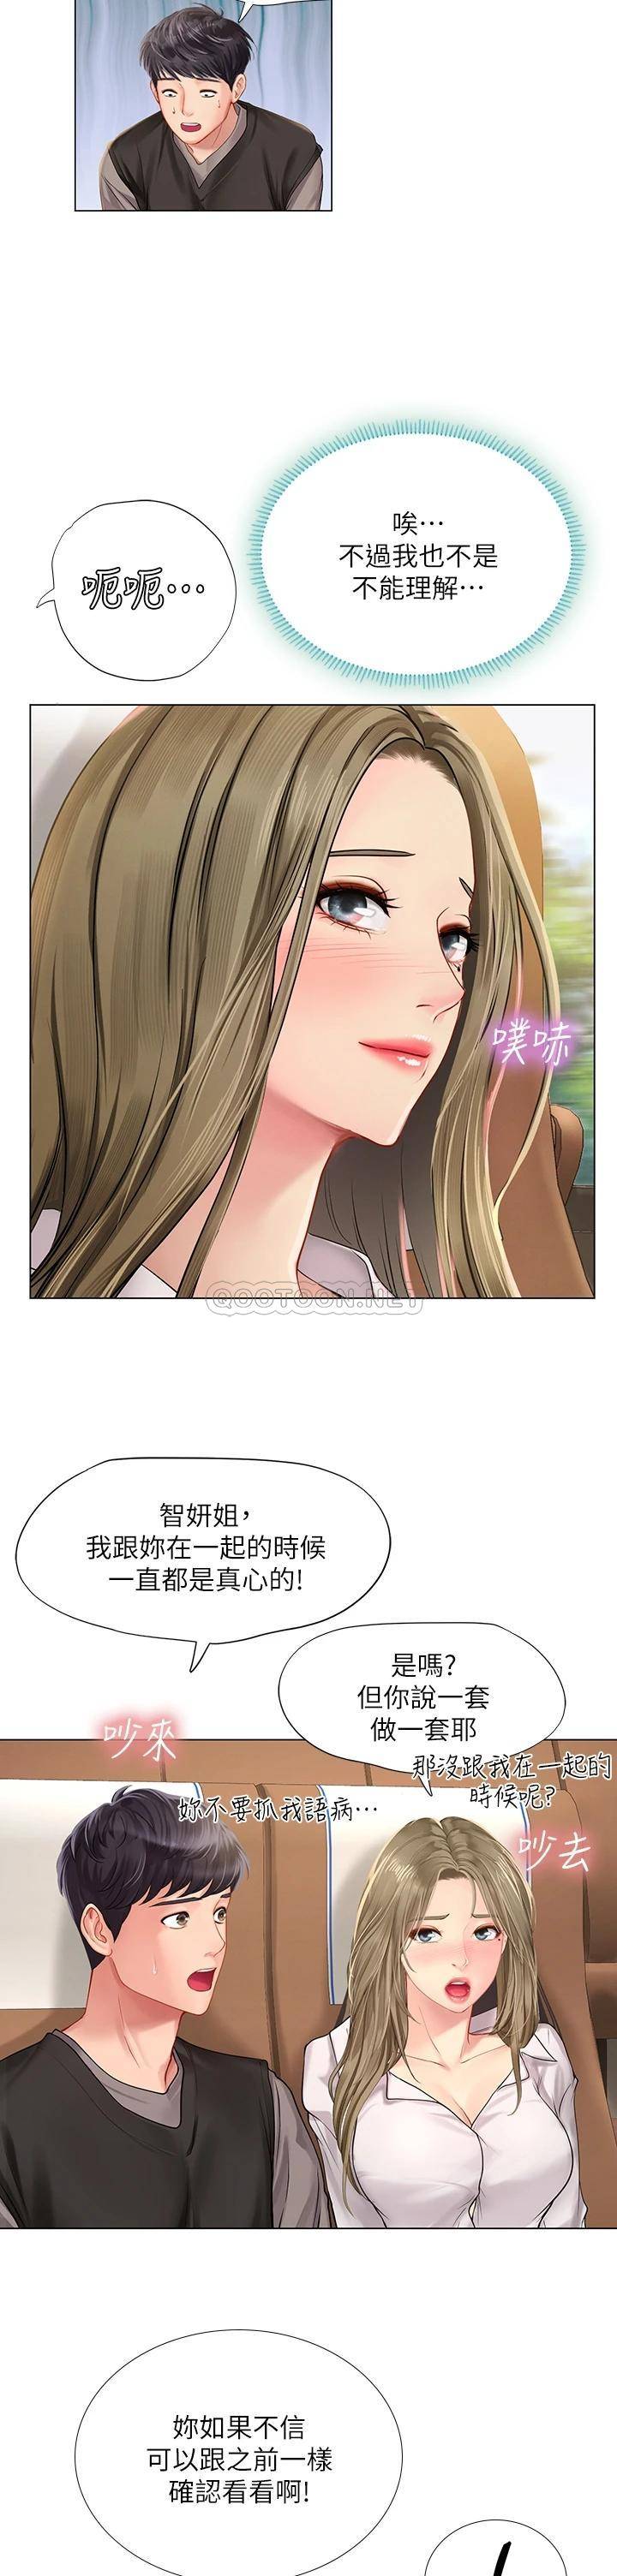 呃呃…
唉…
不過我也不是
不能理解…
噗哧
QOOTOON.NET
智妍姐，
我跟妳在一起的時候
一直都是真心的!
是嗎?
但你說一套
做一套耶
那沒跟我在一起的
時候呢?
吵來
妳不要抓我語病…
吵去
妳如果不信
可以跟之前一樣
確認看看啊!